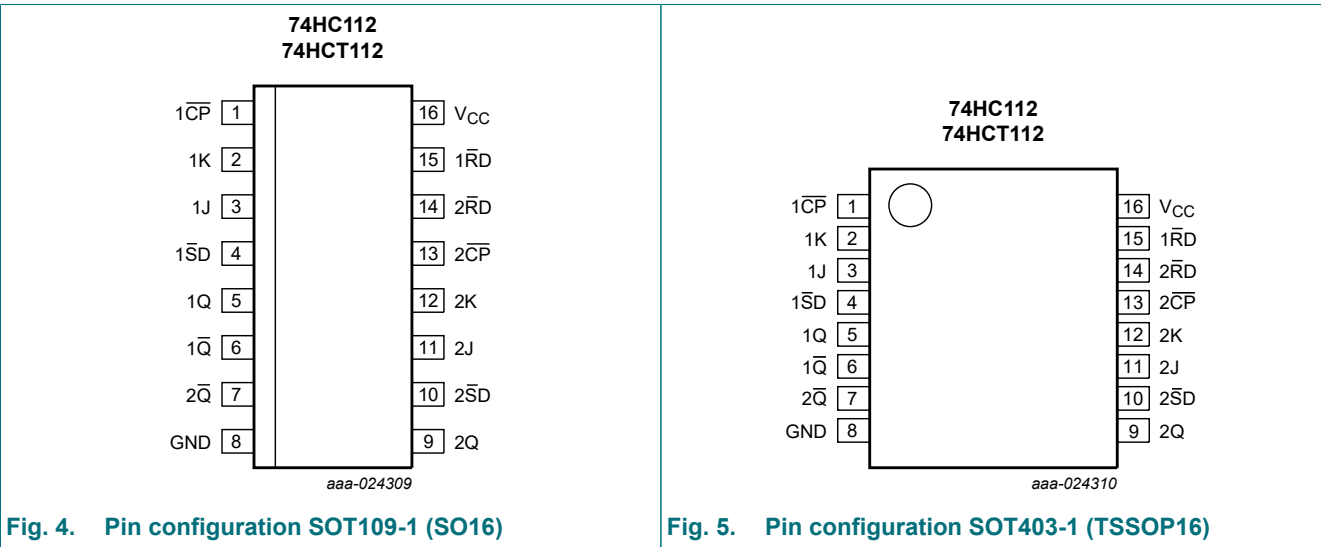 74HC112
74HCT112
1C̅P̅ 1
16 VCC
1K 2
15 1R̅D
1J 3
14 2R̅D
1S̅D 4
13 2C̅P̅
1Q 5
12 2K
1Q̅ 6
11 2J
2Q̅ 7
10 2S̅D
GND 8
9 2Q
aaa-024309
Fig. 4. Pin configuration SOT109-1 (SO16)
74HC112
74HCT112
1C̅P̅ 1
16 VCC
1K 2
15 1R̅D
1J 3
14 2R̅D
1S̅D 4
13 2C̅P̅
1Q 5
12 2K
1Q̅ 6
11 2J
2Q̅ 7
10 2S̅D
GND 8
9 2Q
aaa-024310
Fig. 5. Pin configuration SOT403-1 (TSSOP16)